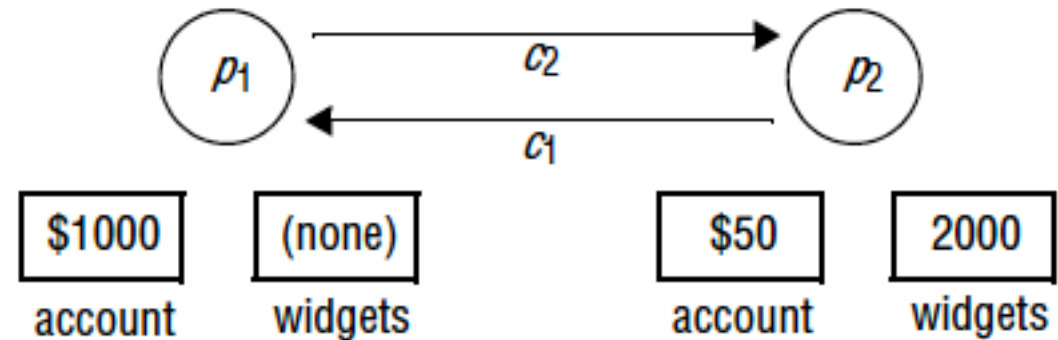 p1 c2 p2
c1
$1000 (none) $50 2000
account widgets account widgets